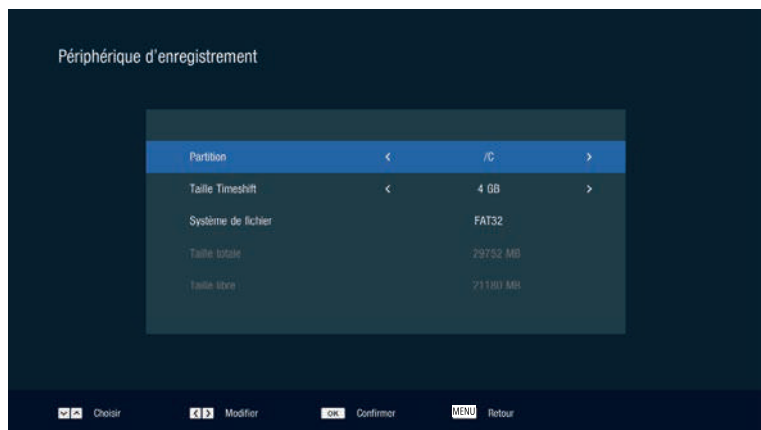 Périphérique d'enregistrement
Partition < /C >
Taille Timeshift < 4 GB >
Système de fichier FAT32
Taille totale 29752 MB
Taille libre 21180 MB
Choisir Modifier OK Confirmer MENU Retour